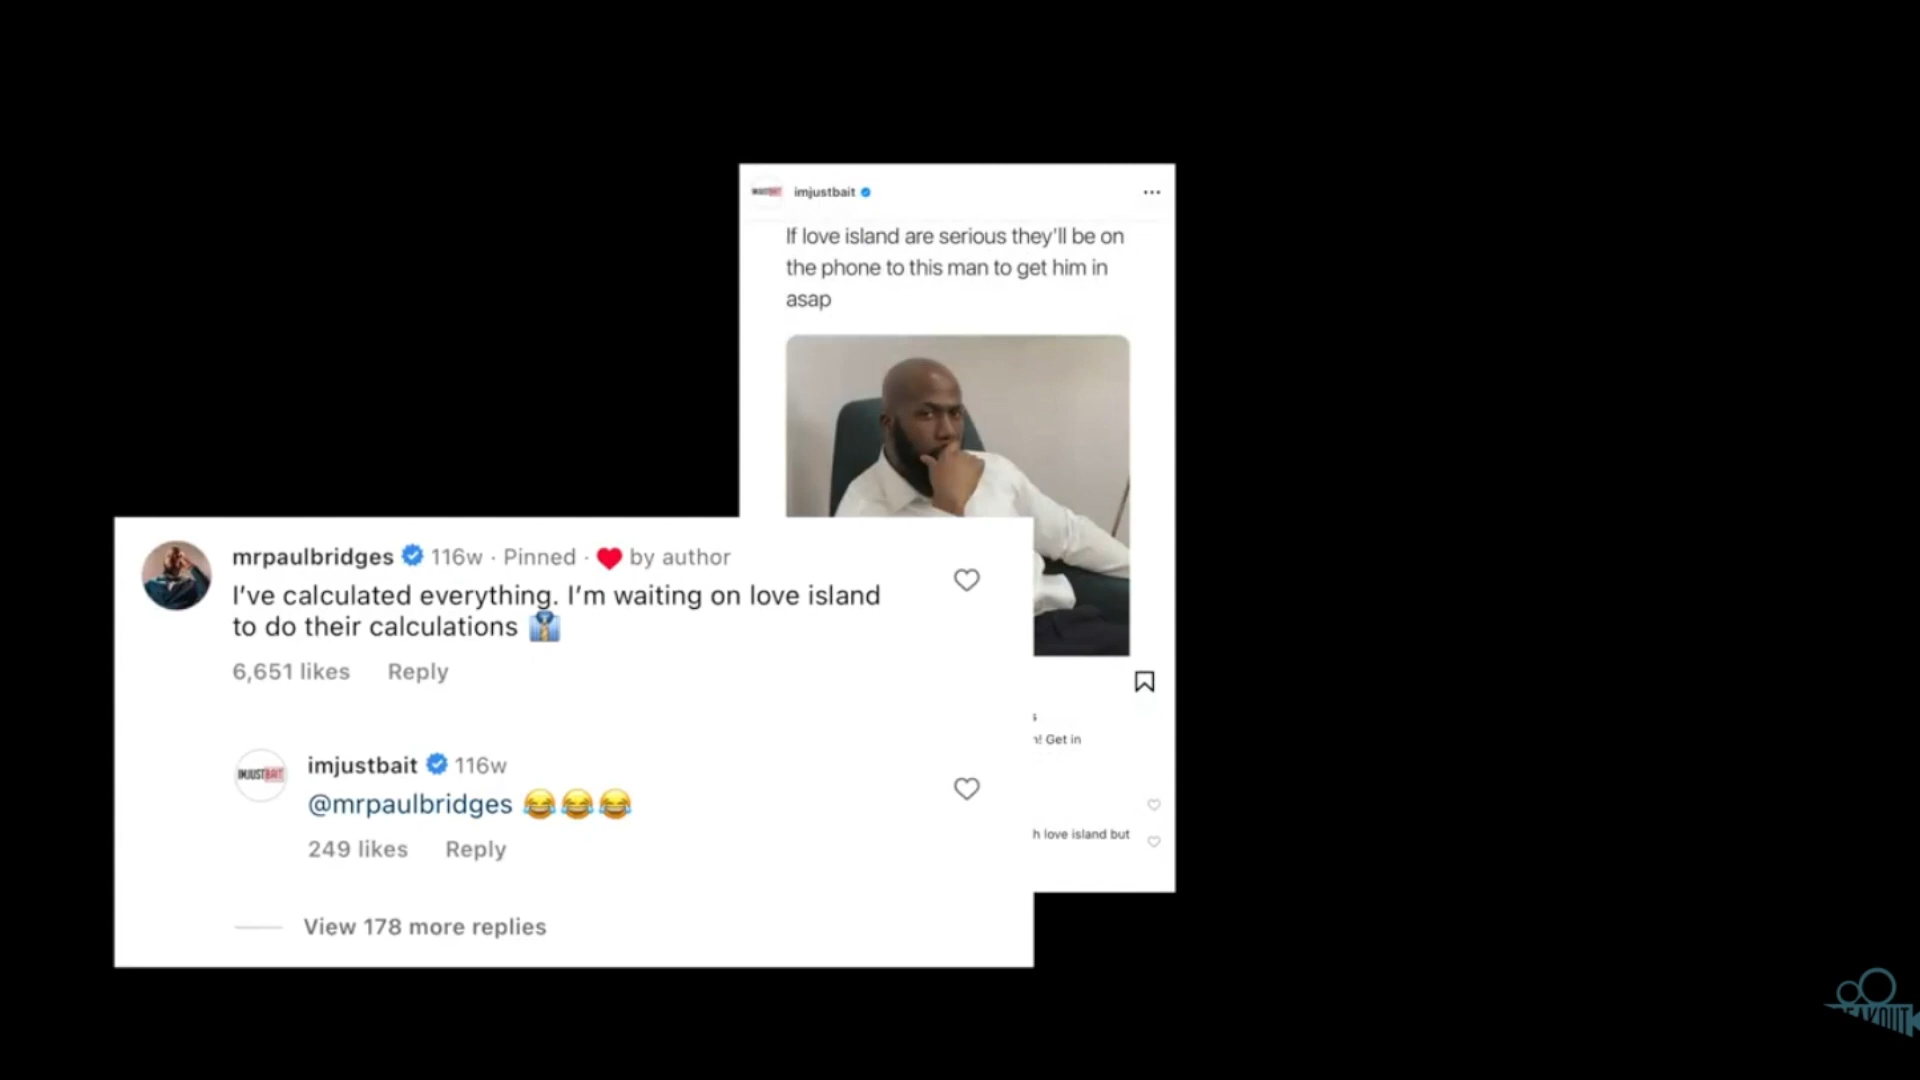 imjustbait
If love island are serious they'll be on
the phone to this man to get him in
asap
mrpaulbridges 116w · Pinned · ❤️ by author
I've calculated everything. I'm waiting on love island
to do their calculations 👔
6,651 likes Reply
imjustbait 116w
IMJUSTBAIT
@mrpaulbridges 😂😂😂
249 likes Reply
View 178 more replies
! Get in
h love island but